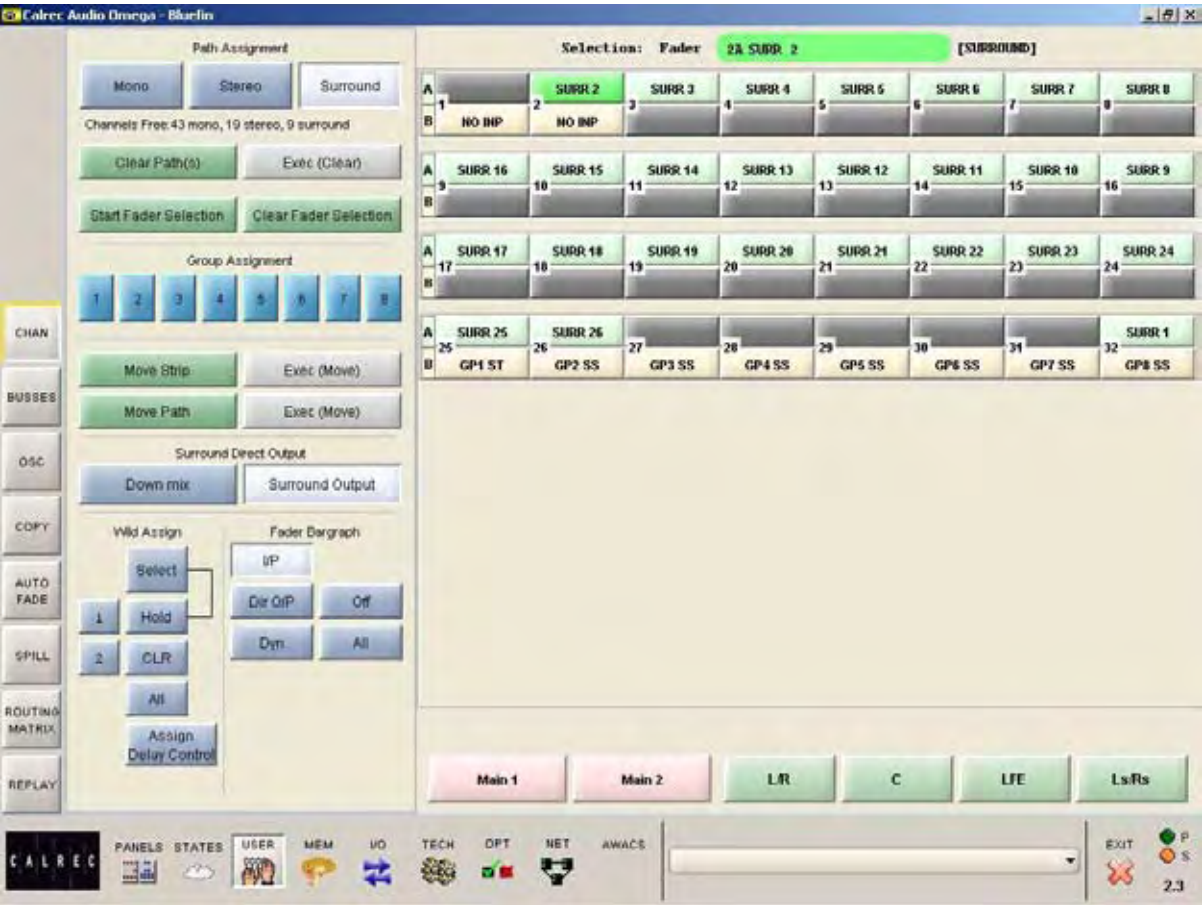 Calrec Audio Omega - Bluefin
Path Assignment
Mono Stereo Surround
Channels Free:43 mono, 19 stereo, 9 surround
Clear Path(s) Exec (Clear)
Start Fader Selection Clear Fader Selection
Group Assignment
1 2 3 4 5 6 7 8
Move Strip Exec (Move)
Move Path Exec (Move)
Surround Direct Output
Down mix Surround Output
Wild Assign Fader Bargraph
Select I/P
1 Hold Dir O/P Off
2 CLR Dyn All
All
Assign
Delay Control
CHAN
BUSSES
OSC
COPY
AUTO
FADE
SPILL
ROUTING
MATRIX
REPLAY
Selection: Fader 2A SURR 2 [SURROUND]
A SURR 2 SURR 3 SURR 4 SURR 5 SURR 6 SURR 7 SURR 8
1 2 3 4 5 6 7 8
B NO INP NO INP
A SURR 16 SURR 15 SURR 14 SURR 13 SURR 12 SURR 11 SURR 10 SURR 9
9 10 11 12 13 14 15 16
B
A SURR 17 SURR 18 SURR 19 SURR 20 SURR 21 SURR 22 SURR 23 SURR 24
17 18 19 20 21 22 23 24
B
A SURR 25 SURR 26 SURR 1
25 26 27 28 29 30 31 32
B GP1 ST GP2 SS GP3 SS GP4 SS GP5 SS GP6 SS GP7 SS GP8 SS
Main 1 Main 2 L/R C LFE Ls/Rs
CALREC PANELS STATES USER MEM I/O TECH OPT NET AWACS EXIT P
S
2.3